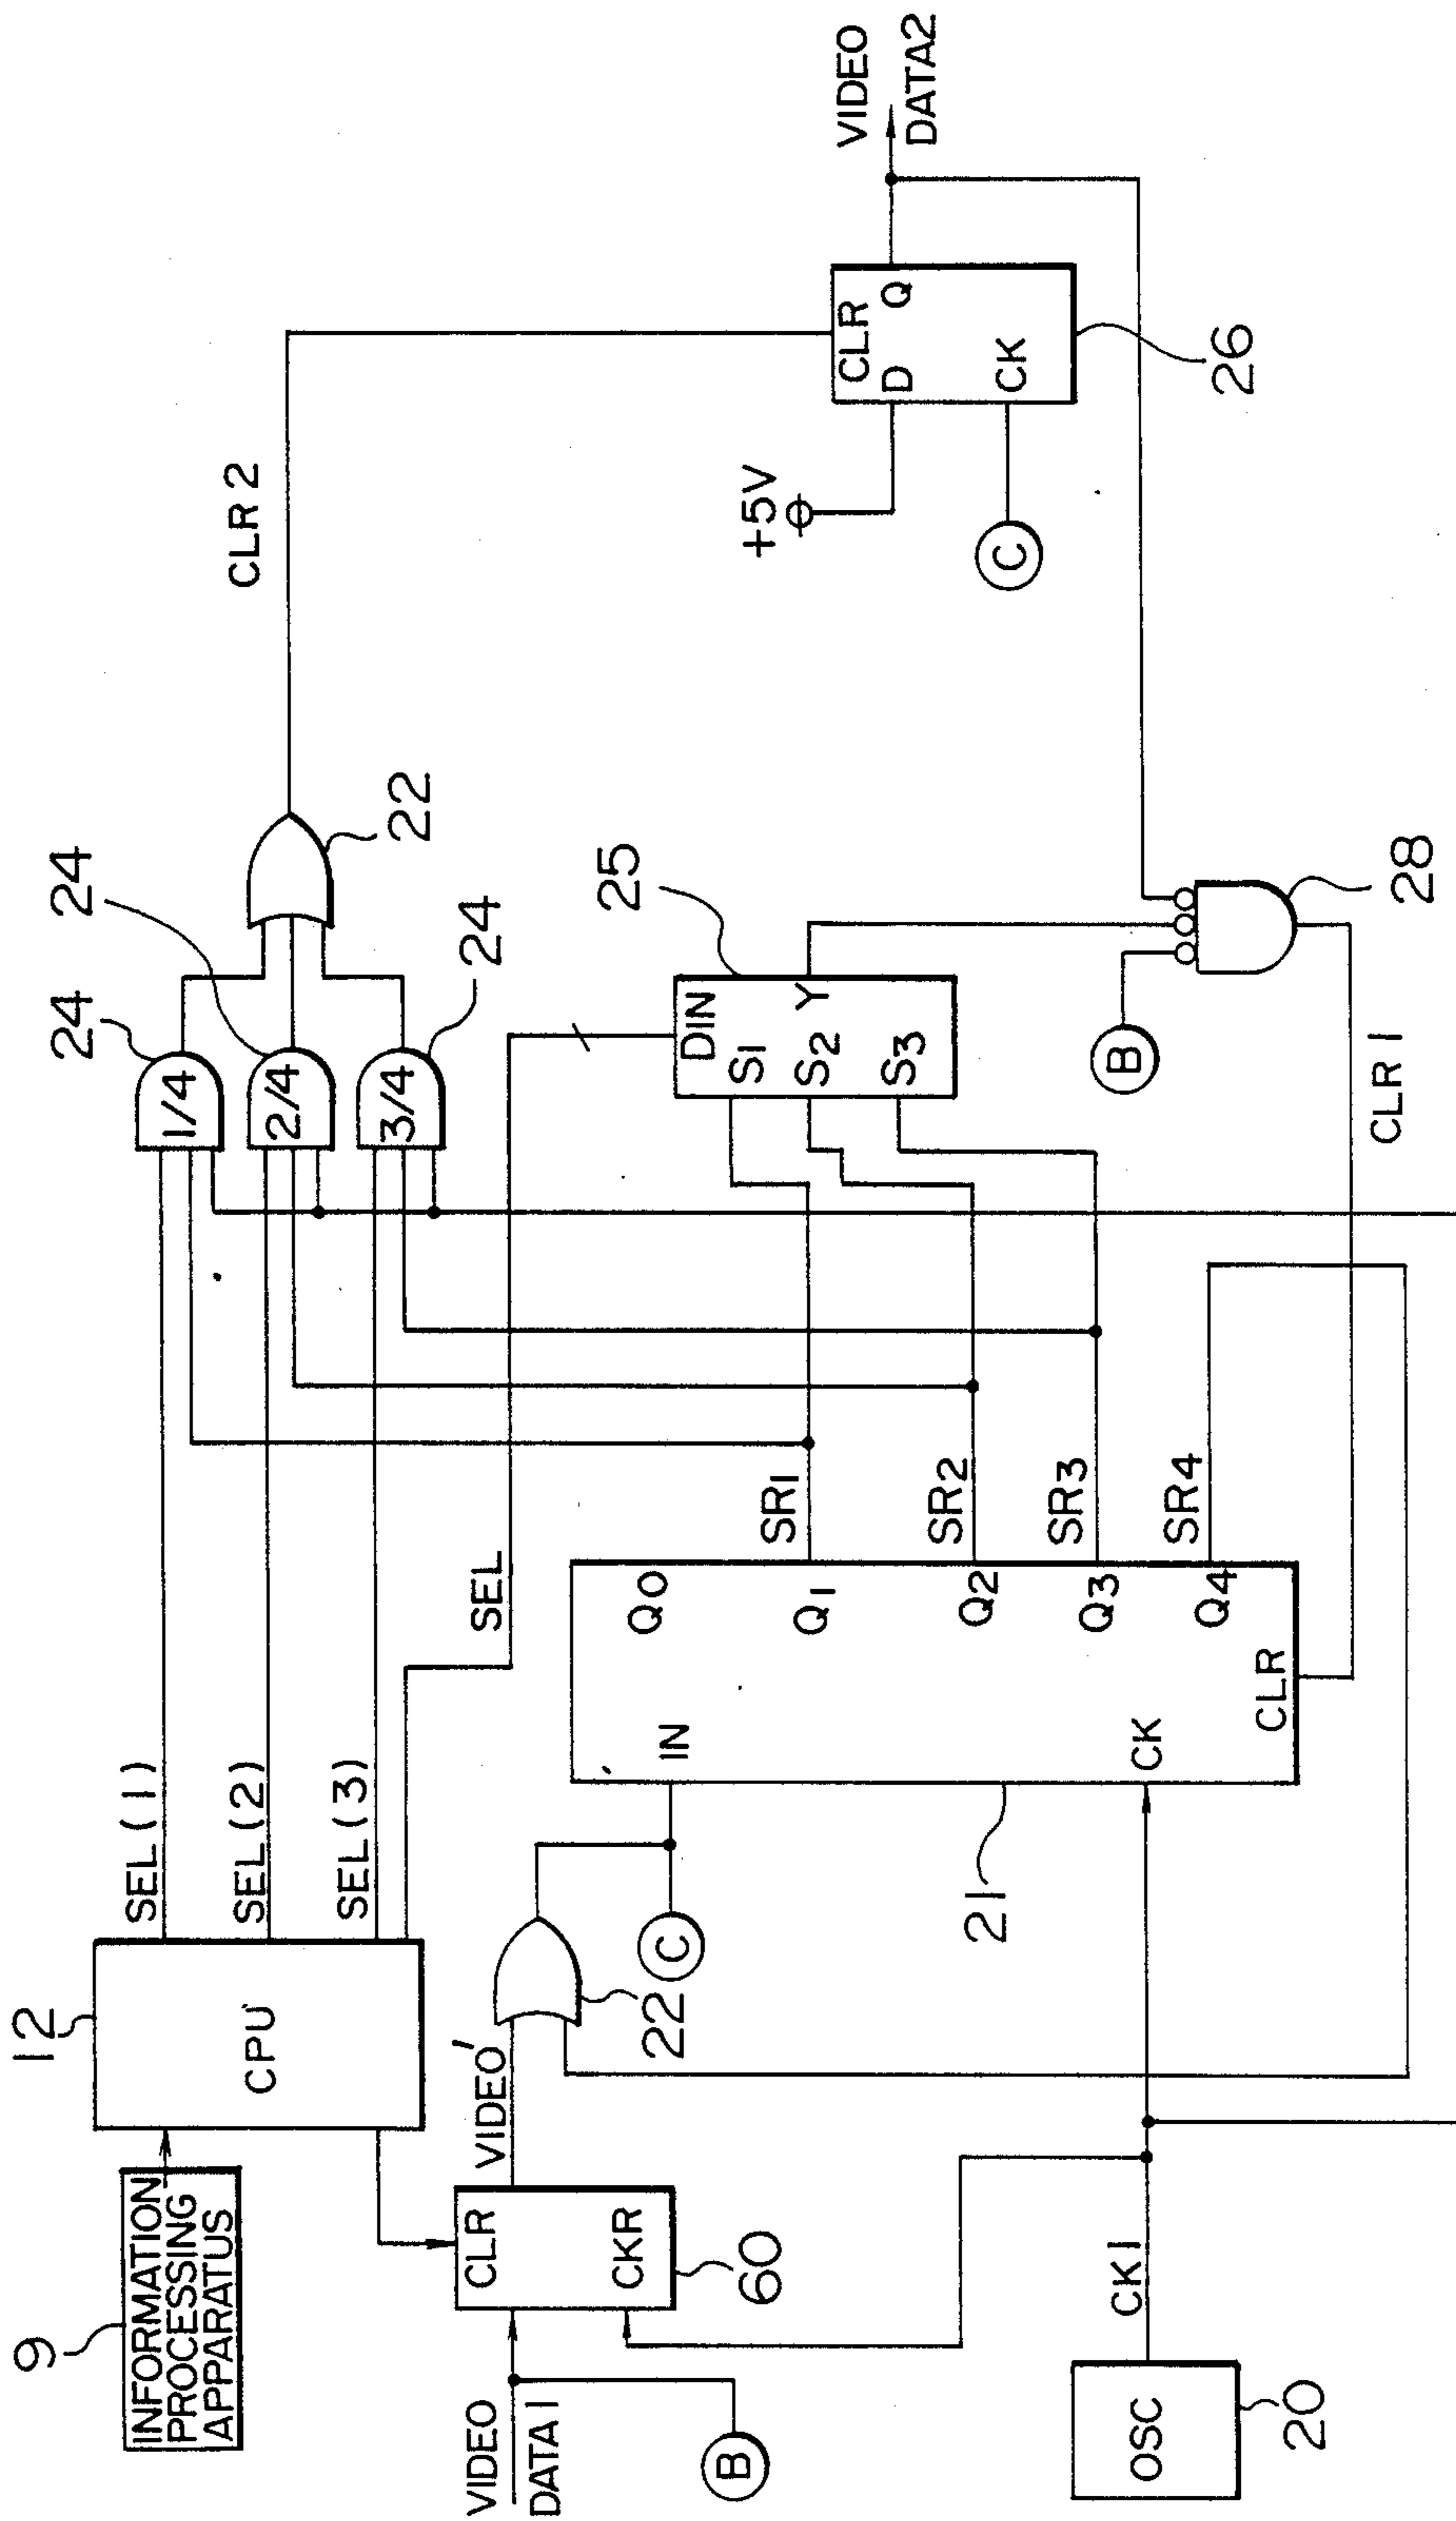 9
INFORMATION
PROCESSING
APPARATUS
12
CPU
SEL(1)
SEL(2)
SEL(3)
SEL
24
1/4
24
2/4
24
3/4
22
CLR 2
VIDEO
DATA1
B
CLR
CKR
60
VIDEO'
22
C
IN
CK
CLR
Q0
Q1
Q2
Q3
Q4
21
SR1
SR2
SR3
SR4
25
DIN
S1
S2
S3
Y
B
28
CLR 1
+5V
C
CLR
D
Q
CK
26
VIDEO
DATA2
OSC
20
CK1